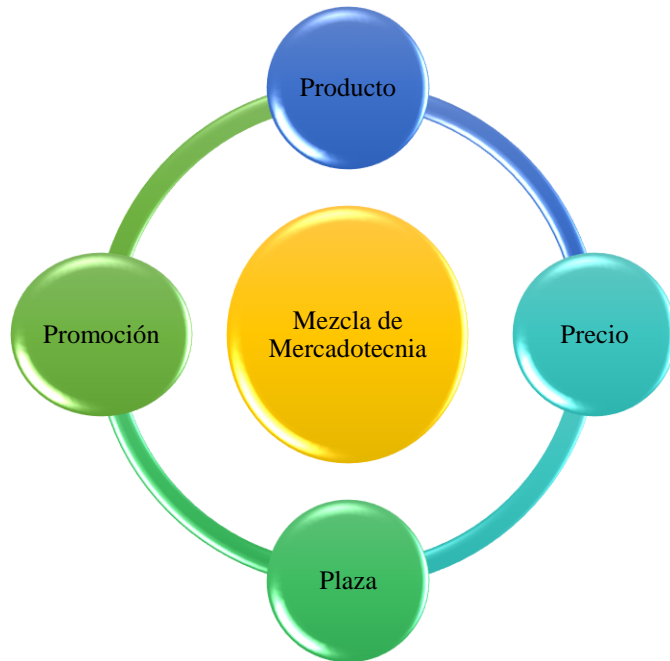 Producto
Promoción
Mezcla de
Mercadotecnia
Precio
Plaza